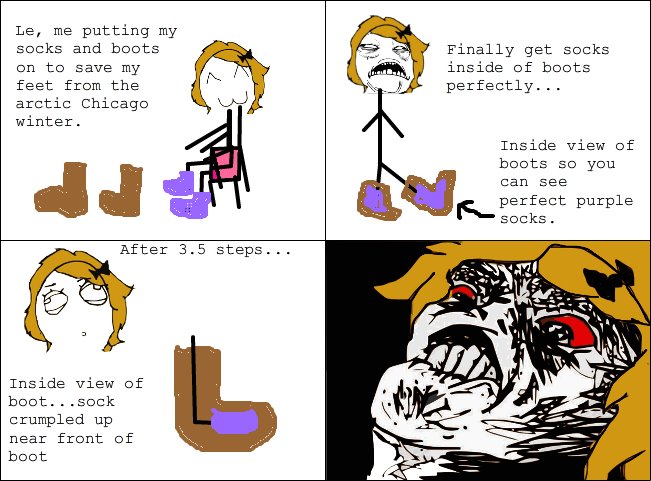 Le, me putting my
socks and boots
on to save my
feet from the
arctic Chicago
winter.
Finally get socks
inside of boots
perfectly...
Inside view of
boots so you
can see
perfect purple
socks.
After 3.5 steps...
Inside view of
boot...sock
crumpled up
near front of
boot